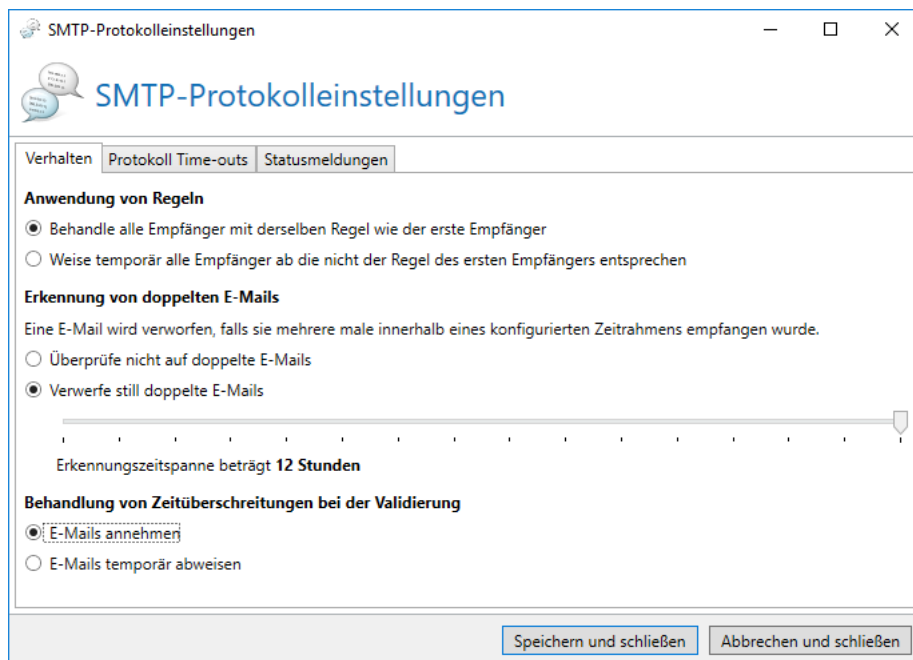 SMTP-Protokolleinstellungen
SMTP-Protokolleinstellungen
Verhalten
Protokoll Time-outs
Statusmeldungen
Anwendung von Regeln
Behandle alle Empfänger mit derselben Regel wie der erste Empfänger
Weise temporär alle Empfänger ab die nicht der Regel des ersten Empfängers entsprechen
Erkennung von doppelten E-Mails
Eine E-Mail wird verworfen, falls sie mehrere male innerhalb eines konfigurierten Zeitrahmens empfangen wurde.
Überprüfe nicht auf doppelte E-Mails
Verwerfe still doppelte E-Mails
Erkennungszeitspanne beträgt 12 Stunden
Behandlung von Zeitüberschreitungen bei der Validierung
E-Mails annehmen
E-Mails temporär abweisen
Speichern und schließen
Abbrechen und schließen